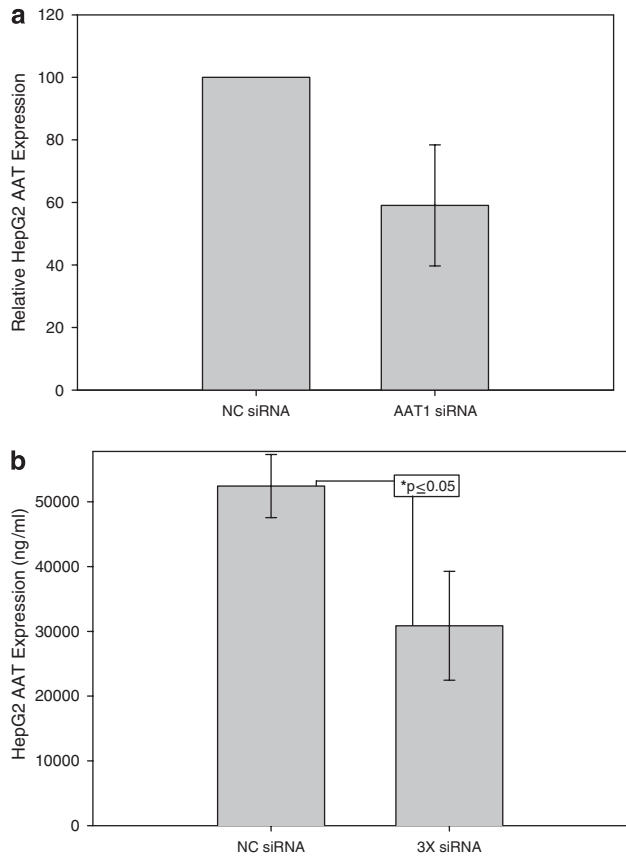 a
120
100
80
60
40
20
0
Relative HepG2 AAT Expression
NC siRNA
AAT1 siRNA
b
50000
40000
30000
20000
10000
0
HepG2 AAT Expression (ng/ml)
*p≤0.05
NC siRNA
3X siRNA